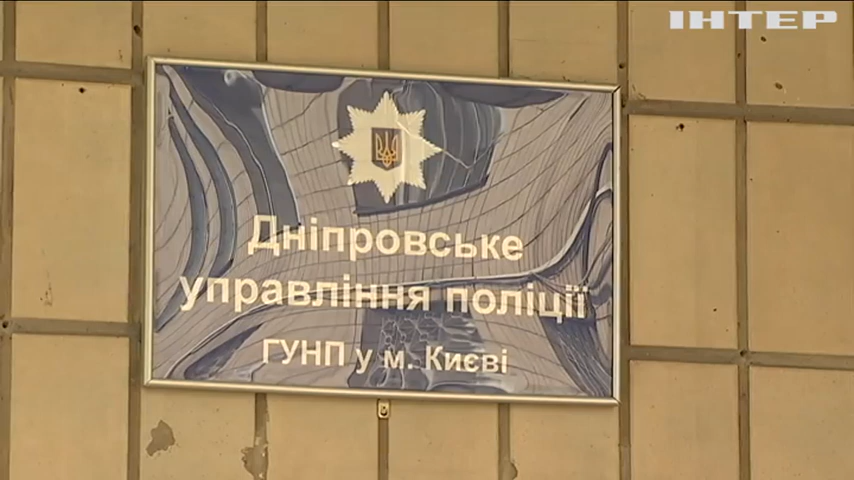 ІНТЕР
Дніпровське
управління поліції
ГУНП у м. Києві